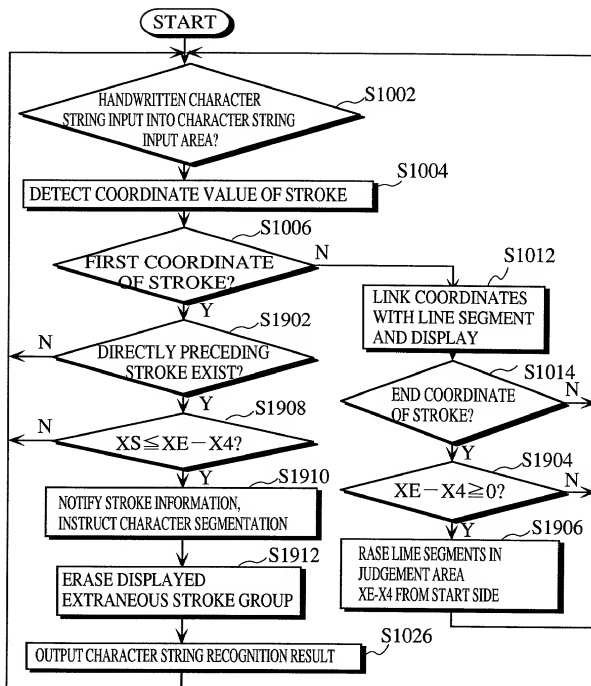 START
HANDWRITTEN CHARACTER
STRING INPUT INTO CHARACTER STRING
INPUT AREA?
S1002
DETECT COORDINATE VALUE OF STROKE
S1004
FIRST COORDINATE
OF STROKE?
S1006
N
Y
LINK COORDINATES
WITH LINE SEGMENT
AND DISPLAY
S1012
DIRECTLY PRECEDING
STROKE EXIST?
S1902
N
Y
END COORDINATE
OF STROKE?
S1014
N
Y
XS≦XE-X4?
S1908
N
Y
XE-X4≧0?
S1904
N
Y
NOTIFY STROKE INFORMATION,
INSTRUCT CHARACTER SEGMENTATION
S1910
RASE LIME SEGMENTS IN
JUDGEMENT AREA
XE-X4 FROM START SIDE
S1906
ERASE DISPLAYED
EXTRANEOUS STROKE GROUP
S1912
OUTPUT CHARACTER STRING RECOGNITION RESULT
S1026